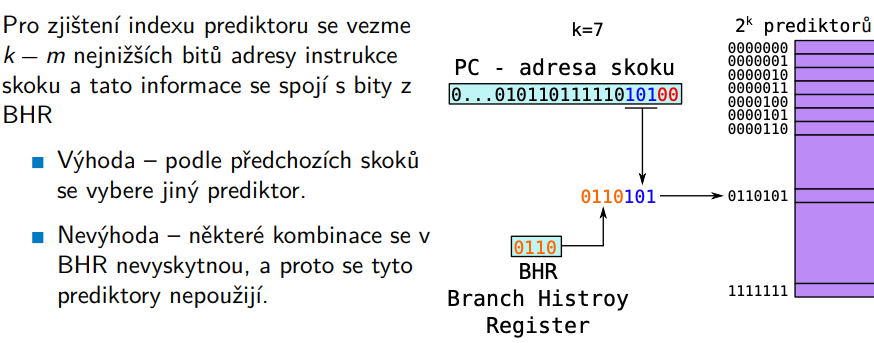 Pro zjištění indexu prediktoru se vezme
k − m nejnižších bitů adresy instrukce
skoku a tato informace se spojí s bity z
BHR
Výhoda – podle předchozích skoků
se vybere jiný prediktor.
Nevýhoda – některé kombinace se v
BHR nevyskytnou, a proto se tyto
prediktory nepoužijí.
k=7
PC - adresa skoku
0...01011011111010100
0110101
0110
BHR
Branch Histroy
Register
2ᵏ prediktorů
0000000
0000001
0000010
0000011
0000100
0000101
0000110
0110101
1111111